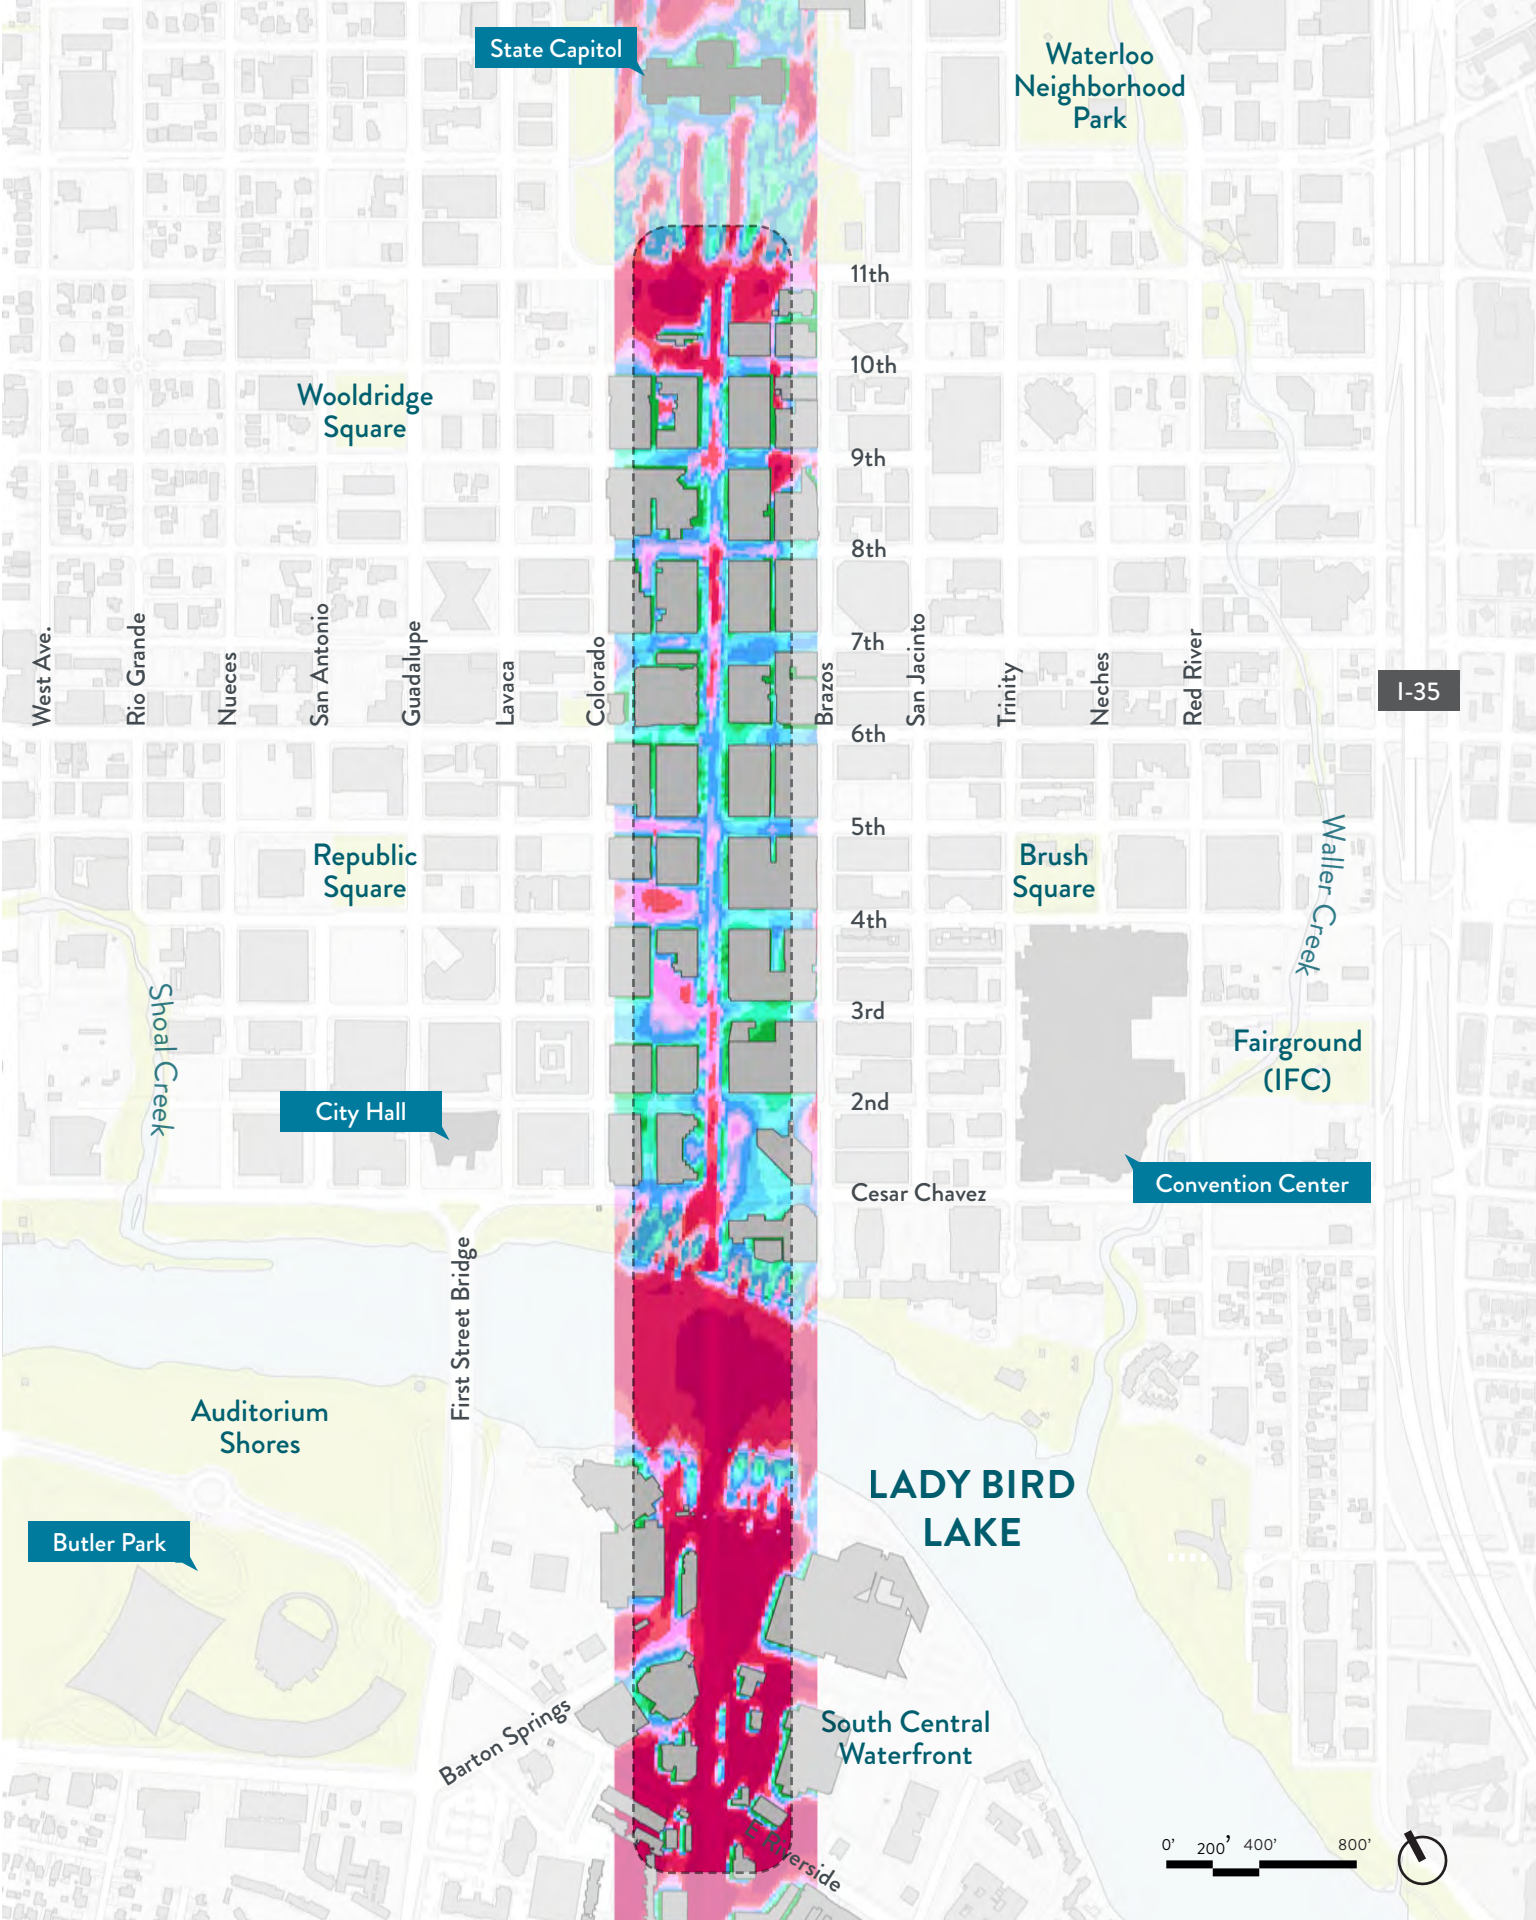 State Capitol
Waterloo
Neighborhood
Park
11th
10th
Wooldridge
Square
9th
8th
7th
West Ave.
Rio Grande
Nueces
San Antonio
Guadalupe
Lavaca
Colorado
Brazos
San Jacinto
Trinity
Neches
Red River
I-35
6th
5th
Republic
Square
Brush
Square
Waller Creek
4th
3rd
Shoal Creek
Fairground
(IFC)
City Hall
2nd
Convention Center
Cesar Chavez
First Street Bridge
Auditorium
Shores
LADY BIRD
LAKE
Butler Park
Barton Springs
South Central
Waterfront
E Riverside
0' 200' 400' 800'